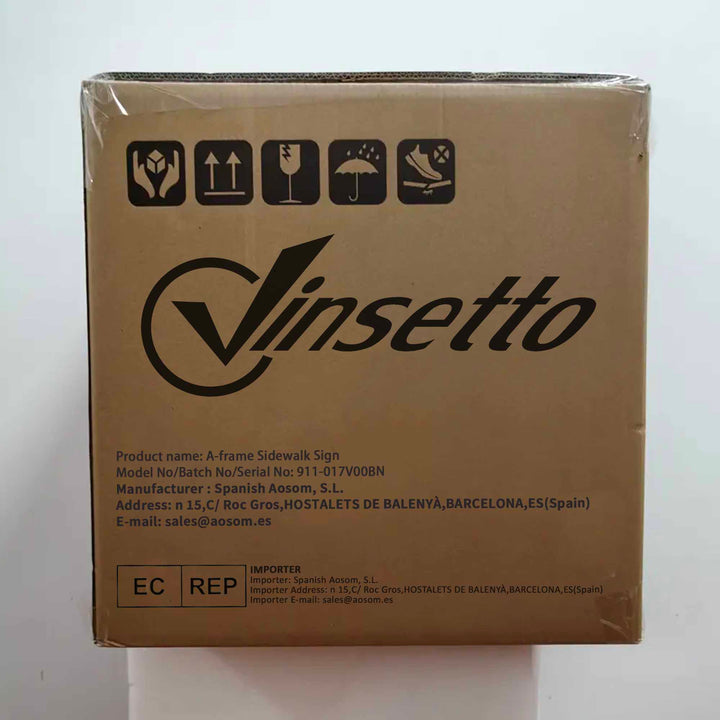 Vinsetto
Product name: A-frame Sidewalk Sign
Model No/Batch No/Serial No: 911-017V00BN
Manufacturer : Spanish Aosom, S.L.
Address: n 15,C/ Roc Gros,HOSTALETS DE BALENYÀ,BARCELONA,ES(Spain)
E-mail: sales@aosom.es
EC REP
IMPORTER
Importer: Spanish Aosom, S.L.
Importer Address: n 15,C/ Roc Gros,HOSTALETS DE BALENYÀ,BARCELONA,ES(Spain)
Importer E-mail: sales@aosom.es